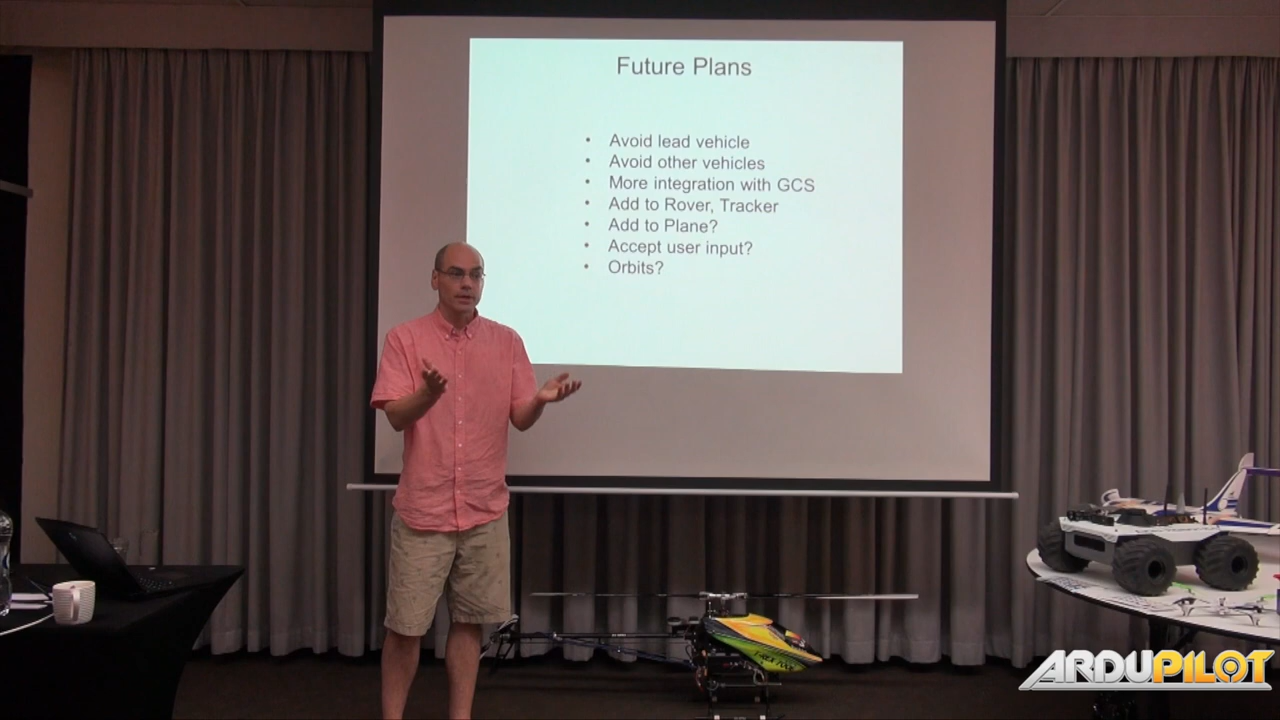 Future Plans
• Avoid lead vehicle
• Avoid other vehicles
• More integration with GCS
• Add to Rover, Tracker
• Add to Plane?
• Accept user input?
• Orbits?
ARDUPILOT